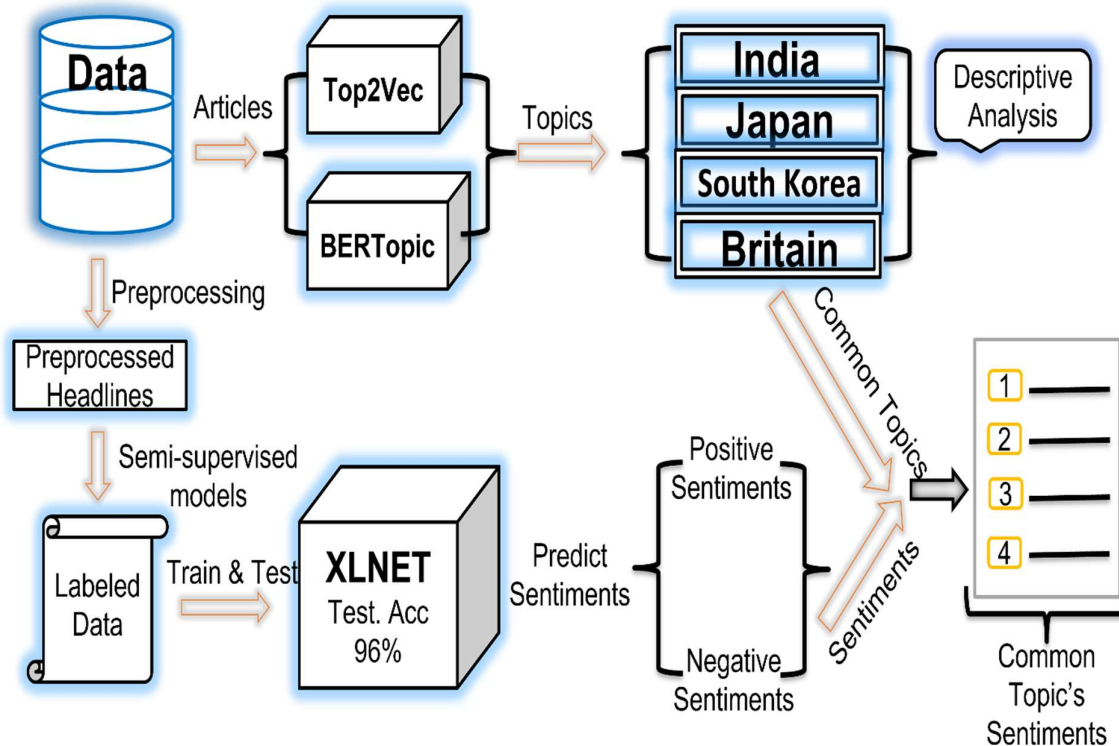 Data
Articles
Top2Vec
BERTopic
Topics
India
Japan
South Korea
Britain
Descriptive
Analysis
Preprocessing
Preprocessed
Headlines
Semi-supervised
models
Labeled
Data
Train & Test
XLNET
Test. Acc
96%
Predict
Sentiments
Positive
Sentiments
Negative
Sentiments
Common Topics
Sentiments
1
2
3
4
Common
Topic's
Sentiments